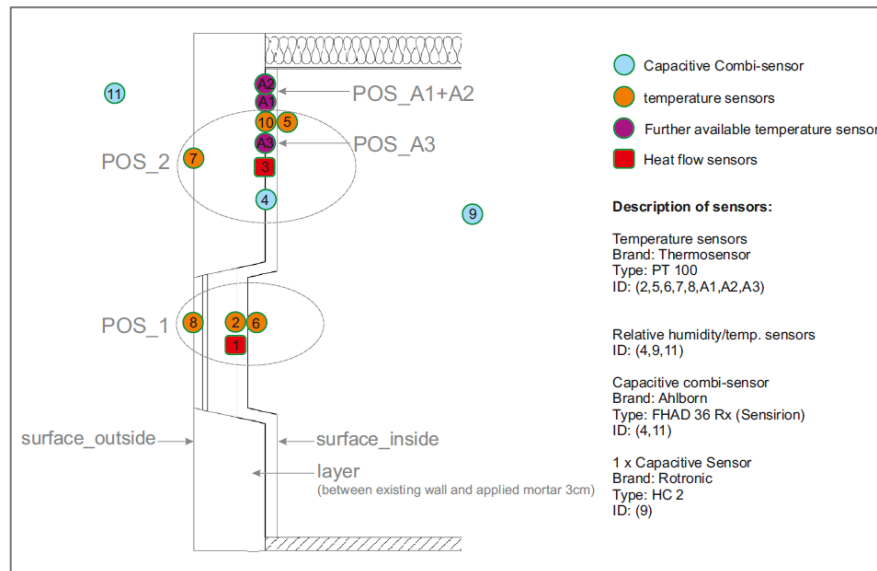 A2
A1
POS_A1+A2
10
5
A3
POS_A3
POS_2
7
3
4
11
9
POS_1
8
2
6
1
surface_outside
surface_inside
layer
(between existing wall and applied mortar 3cm)
Capacitive Combi-sensor
temperature sensors
Further available temperature sensor
Heat flow sensors
Description of sensors:
Temperature sensors
Brand: Thermosensor
Type: PT 100
ID: (2,5,6,7,8,A1,A2,A3)
Relative humidity/temp. sensors
ID: (4,9,11)
Capacitive combi-sensor
Brand: Ahlborn
Type: FHAD 36 Rx (Sensirion)
ID: (4,11)
1 x Capacitive Sensor
Brand: Rotronic
Type: HC 2
ID: (9)